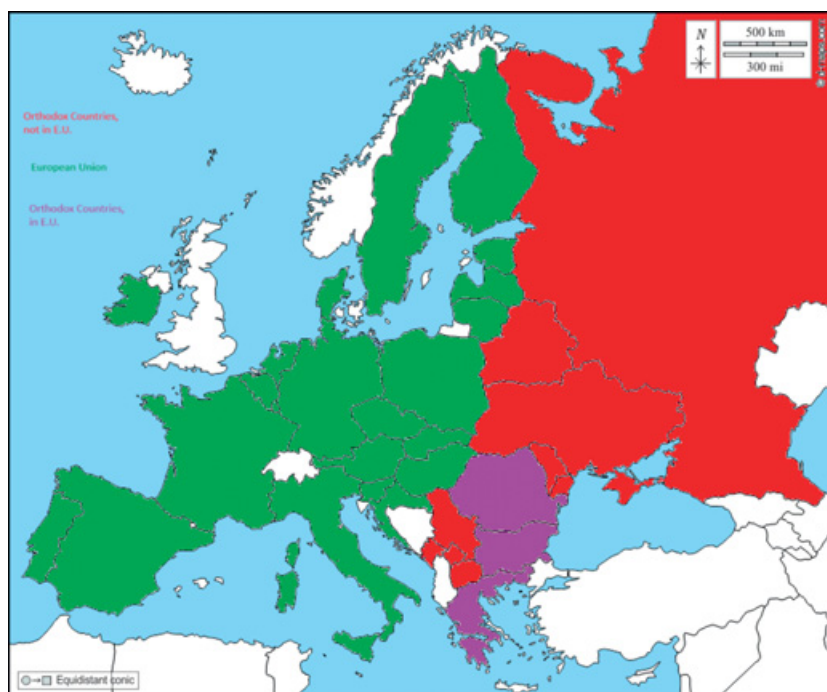 N
500 km
300 mi
Orthodox Countries,
not in E.U.
European Union
Orthodox Countries,
in E.U.
Equidistant conic